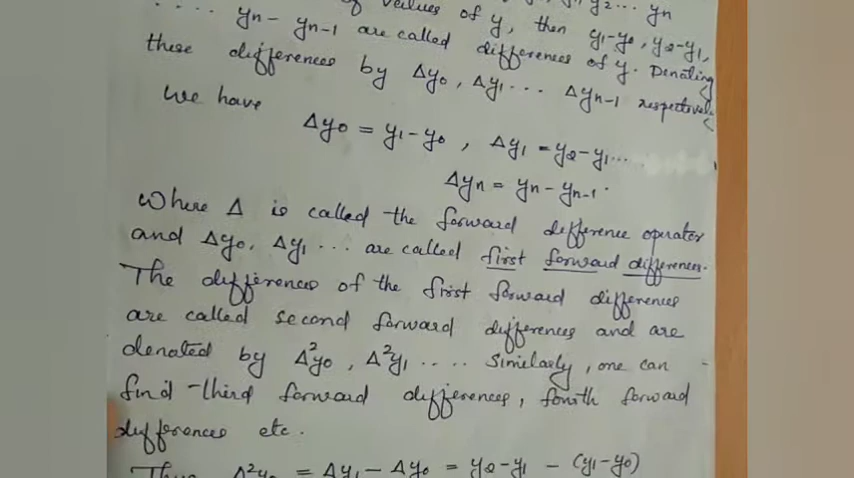 of values of y, then y1-y0, y2-y1, y2... yn
.... yn - yn-1 are called differences of y. Denoting
these differences by Δy0, Δy1... Δyn-1 respectively
we have
Δy0 = y1-y0, Δy1 = y2-y1...
Δyn = yn-yn-1.
Where Δ is called the forward difference operator
and Δy0, Δy1... are called first forward differences.
The differences of the first forward differences
are called second forward differences and are
denoted by Δ²y0, Δ²y1.... Similarly, one can
find third forward differences, fourth forward
differences etc.
Thus Δ²y0 = Δy1 - Δy0 = y2-y1 - (y1-y0)